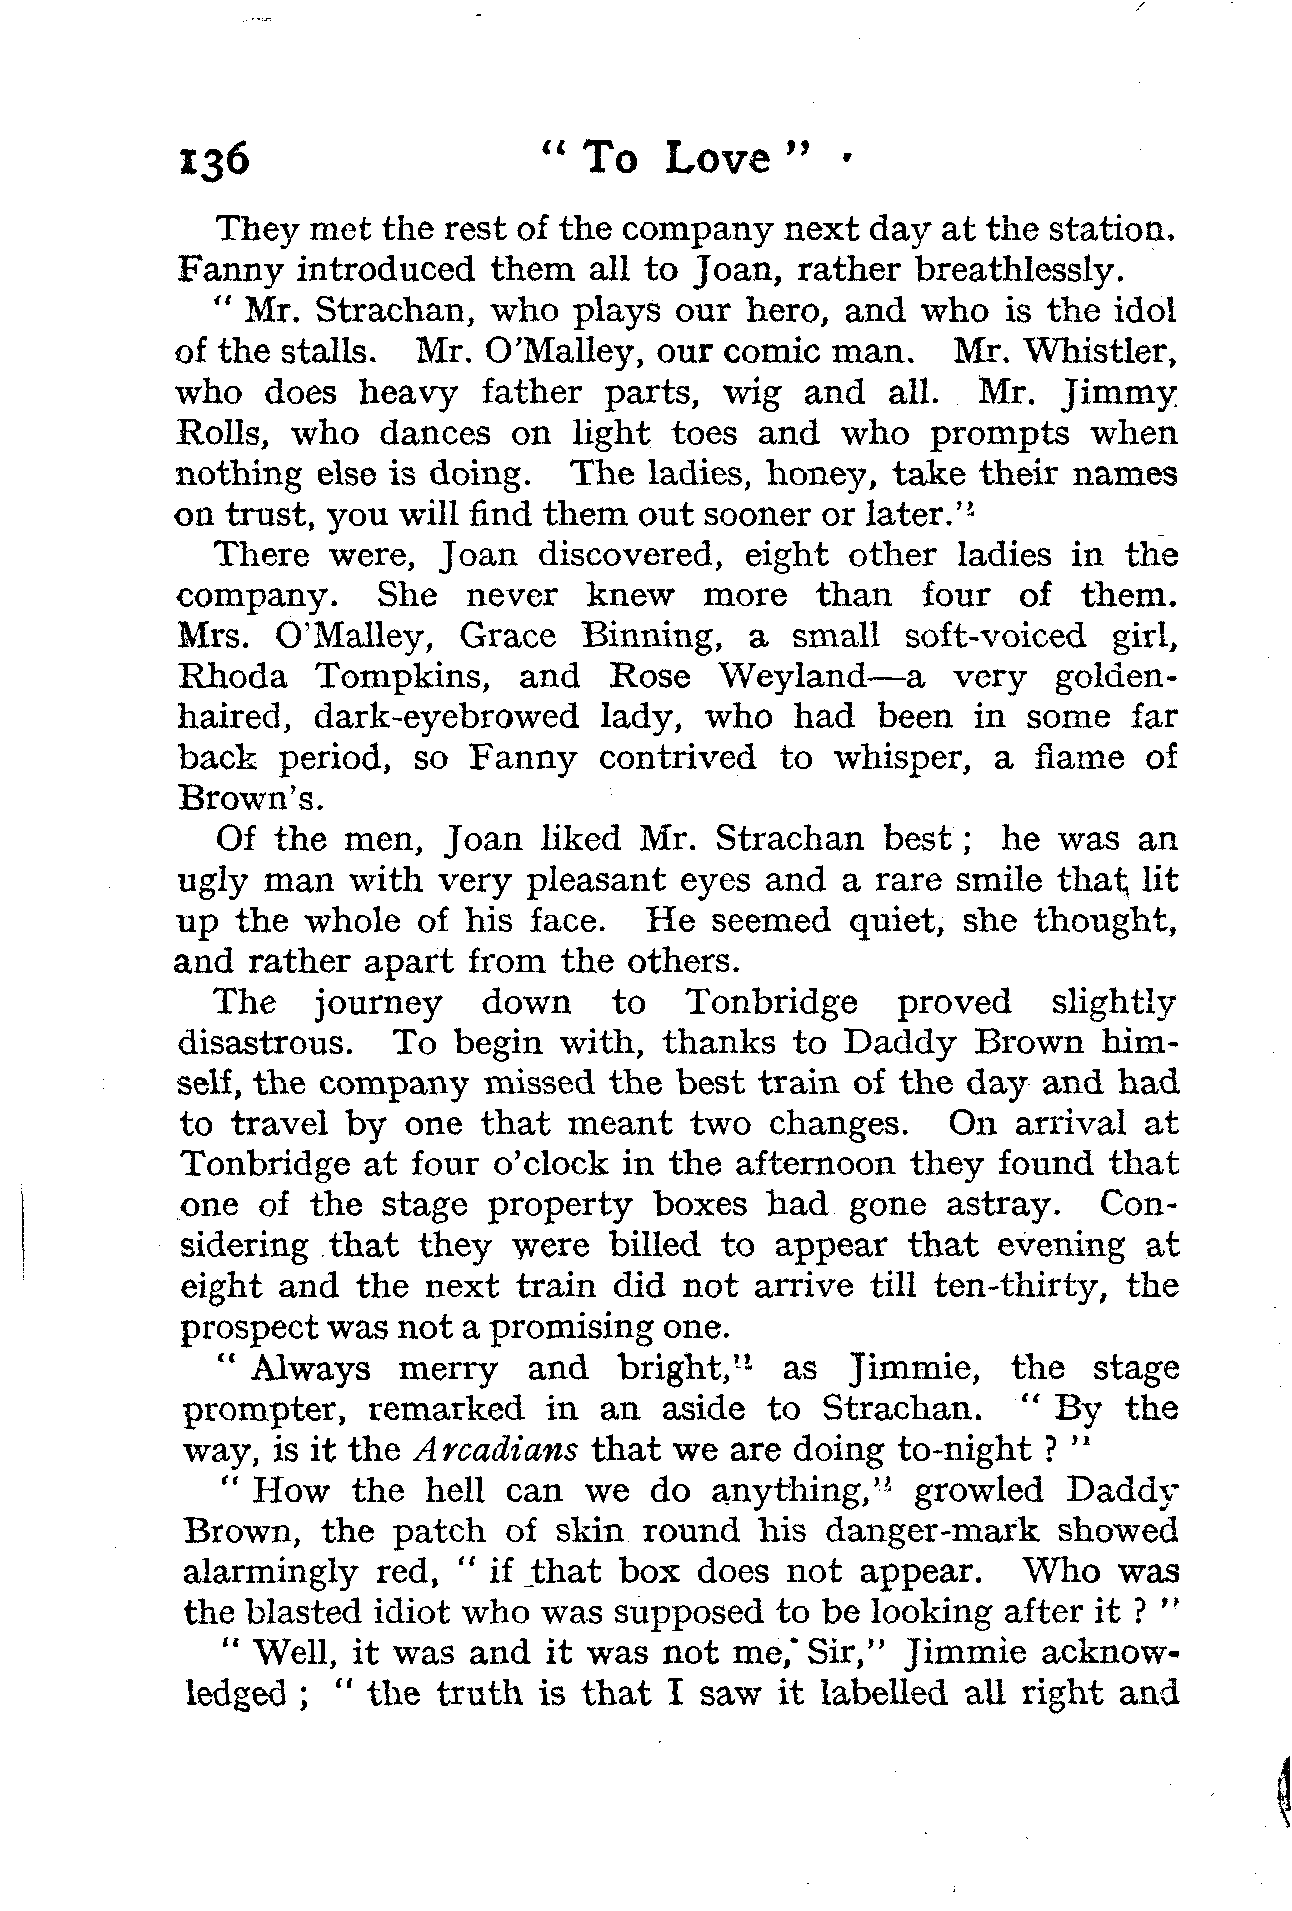 136 " To Love "
They met the rest of the company next day at the station.
Fanny introduced them all to Joan, rather breathlessly.
" Mr. Strachan, who plays our hero, and who is the idol
of the stalls. Mr. O'Malley, our comic man. Mr. Whistler,
who does heavy father parts, wig and all. Mr. Jimmy
Rolls, who dances on light toes and who prompts when
nothing else is doing. The ladies, honey, take their names
on trust, you will find them out sooner or later."
There were, Joan discovered, eight other ladies in the
company. She never knew more than four of them.
Mrs. O'Malley, Grace Binning, a small soft-voiced girl,
Rhoda Tompkins, and Rose Weyland—a very golden-
haired, dark-eyebrowed lady, who had been in some far
back period, so Fanny contrived to whisper, a flame of
Brown's.
Of the men, Joan liked Mr. Strachan best ; he was an
ugly man with very pleasant eyes and a rare smile that lit
up the whole of his face. He seemed quiet, she thought,
and rather apart from the others.
The journey down to Tonbridge proved slightly
disastrous. To begin with, thanks to Daddy Brown him-
self, the company missed the best train of the day and had
to travel by one that meant two changes. On arrival at
Tonbridge at four o'clock in the afternoon they found that
one of the stage property boxes had gone astray. Con-
sidering that they were billed to appear that evening at
eight and the next train did not arrive till ten-thirty, the
prospect was not a promising one.
" Always merry and bright," as Jimmie, the stage
prompter, remarked in an aside to Strachan. " By the
way, is it the Arcadians that we are doing to-night ? "
" How the hell can we do anything," growled Daddy
Brown, the patch of skin round his danger-mark showed
alarmingly red, " if that box does not appear. Who was
the blasted idiot who was supposed to be looking after it ? "
" Well, it was and it was not me, Sir," Jimmie acknow-
ledged ; " the truth is that I saw it labelled all right and